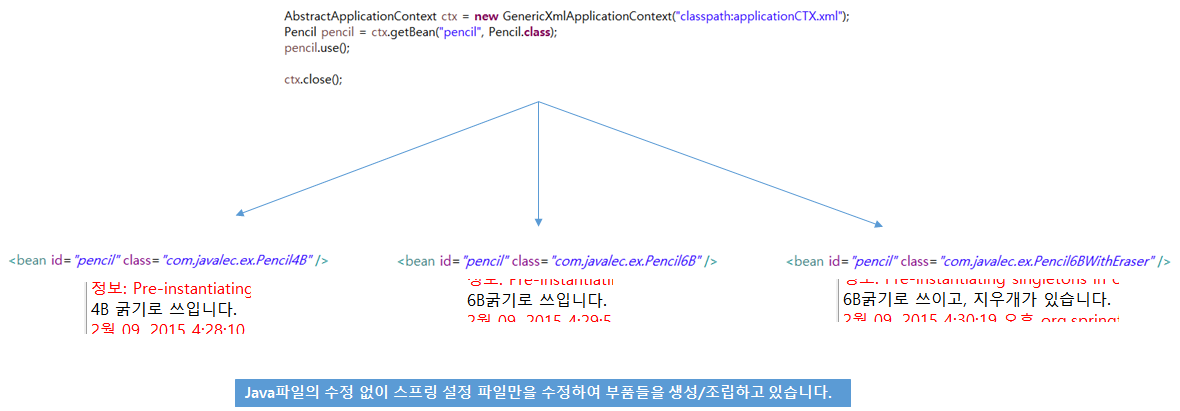 AbstractApplicationContext ctx = new GenericXmlApplicationContext("classpath:applicationCTX.xml");
Pencil pencil = ctx.getBean("pencil", Pencil.class);
pencil.use();
ctx.close();
<bean id="pencil" class="com.javalec.ex.Pencil4B" />
정보: Pre-instantiating
4B 굵기로 쓰입니다.
2월 09, 2015 4:28:10
<bean id="pencil" class="com.javalec.ex.Pencil6B" />
정보: Pre-instantiati
6B굵기로 쓰입니다.
2월 09, 2015 4:29:5
<bean id="pencil" class="com.javalec.ex.Pencil6BWithEraser" />
정보: Pre-instantiating singletons in
6B굵기로 쓰이고, 지우개가 있습니다.
2월 09, 2015 4:30:19 오후 org.spring
Java파일의 수정 없이 스프링 설정 파일만을 수정하여 부품들을 생성/조립하고 있습니다.